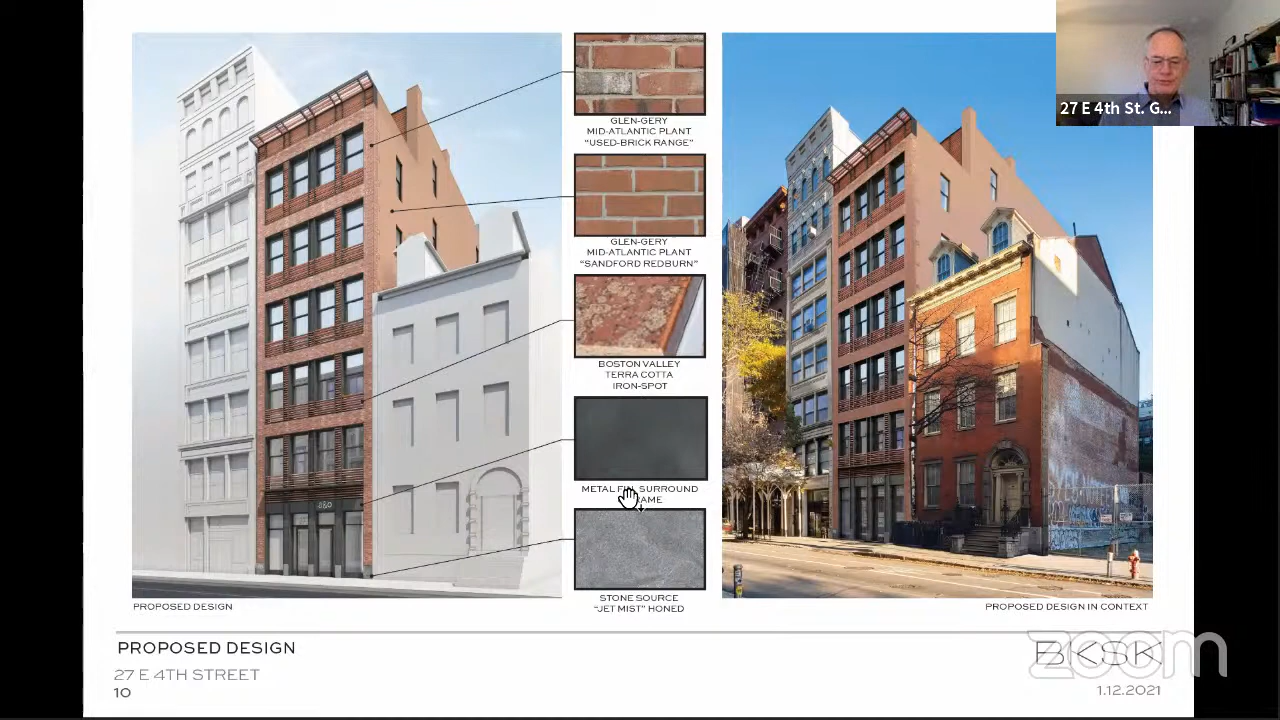 27 E 4th St. G...
GLEN-GERY
MID-ATLANTIC PLANT
"USED-BRICK RANGE"
GLEN-GERY
MID-ATLANTIC PLANT
"SANDFORD REDBURN"
BOSTON VALLEY
TERRA COTTA
IRON-SPOT
METAL SURROUND
STONE SOURCE
"JET MIST" HONED
PROPOSED DESIGN
PROPOSED DESIGN IN CONTEXT
PROPOSED DESIGN
27 E 4TH STREET
10
BKSK
zoom
1.12.2021